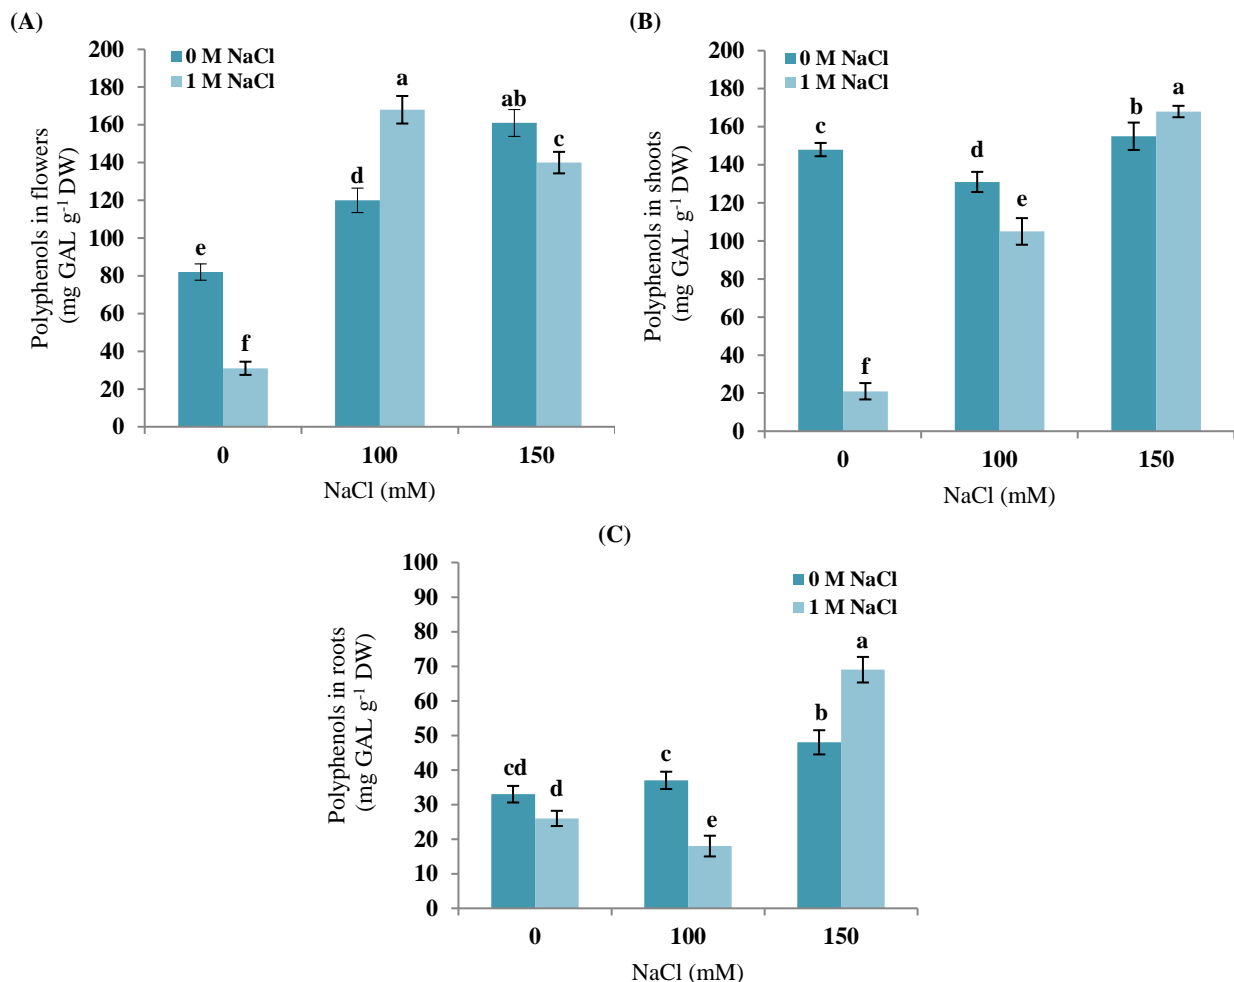 (A)
Polyphenols in flowers
(mg GAL g⁻¹ DW)
200
180
160
140
120
100
80
60
40
20
0
0 M NaCl
1 M NaCl
e
f
d
a
ab
c
0
100
150
NaCl (mM)
(B)
Polyphenols in shoots
(mg GAL g⁻¹ DW)
200
180
160
140
120
100
80
60
40
20
0
0 M NaCl
1 M NaCl
c
f
d
e
b
a
0
100
150
NaCl (mM)
(C)
Polyphenols in roots
(mg GAL g⁻¹ DW)
100
90
80
70
60
50
40
30
20
10
0
0 M NaCl
1 M NaCl
cd
d
c
e
b
a
0
100
150
NaCl (mM)